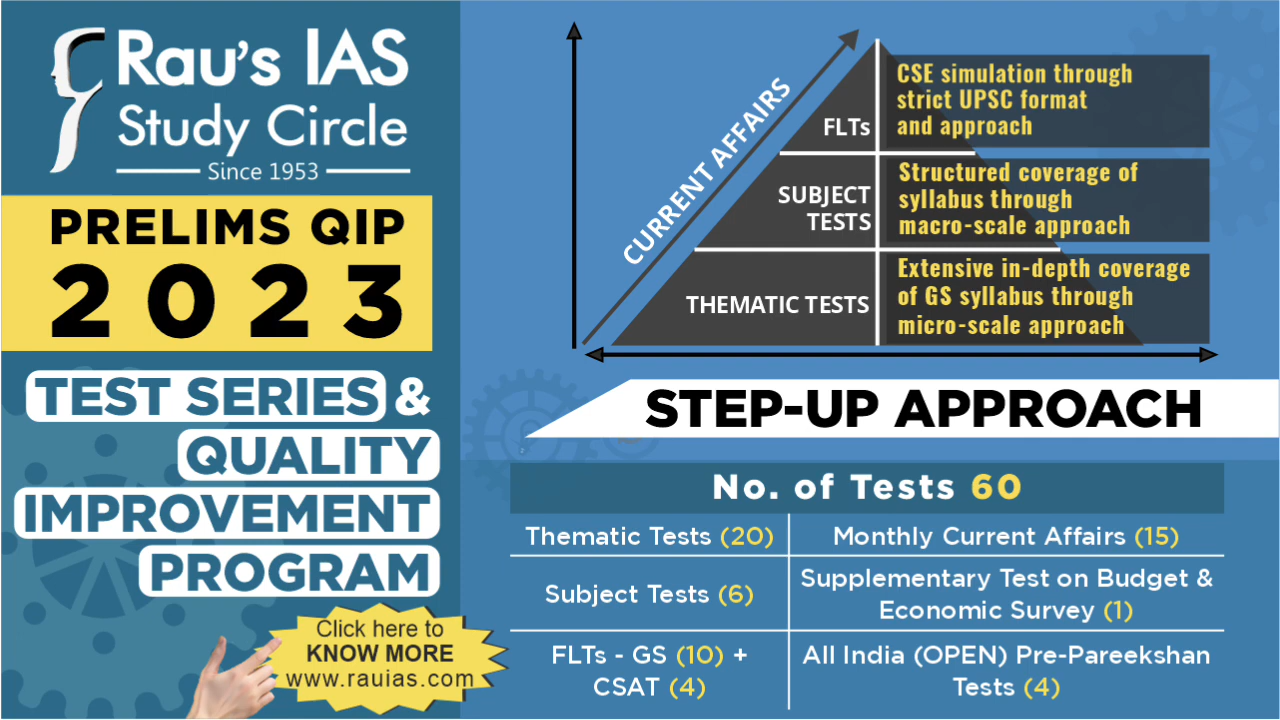 Rau's IAS
Study Circle
Since 1953
PRELIMS QIP
2023
TEST SERIES &
QUALITY
IMPROVEMENT
PROGRAM
Click here to
KNOW MORE
www.rauias.com
CURRENT AFFAIRS
FLTs
CSE simulation through
strict UPSC format
and approach
SUBJECT
TESTS
Structured coverage of
syllabus through
macro-scale approach
THEMATIC TESTS
Extensive in-depth coverage
of GS syllabus through
micro-scale approach
STEP-UP APPROACH
No. of Tests 60
Thematic Tests (20)
Monthly Current Affairs (15)
Subject Tests (6)
Supplementary Test on Budget &
Economic Survey (1)
FLTs - GS (10) +
CSAT (4)
All India (OPEN) Pre-Pareekshan
Tests (4)